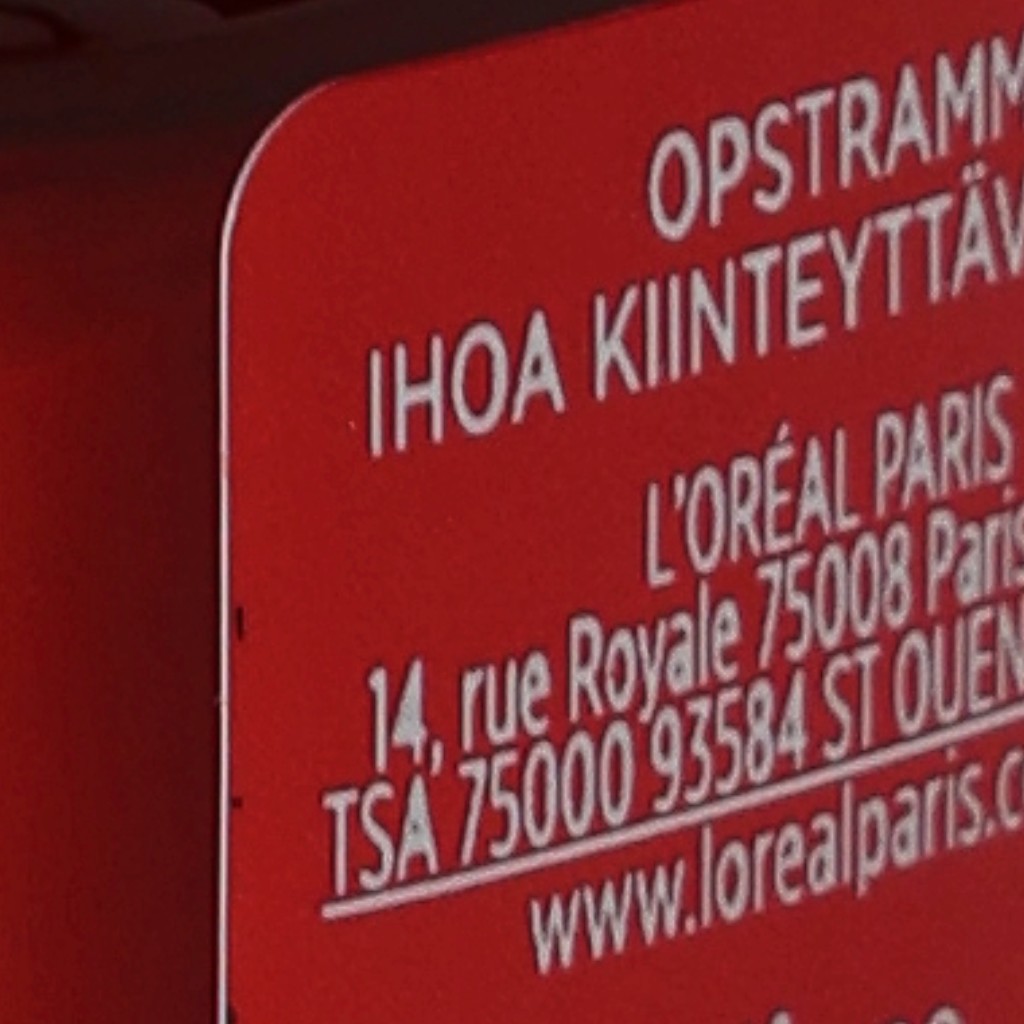 OPSTRAMM
IHOA KIINTEYTTÄV
L'ORÉAL PARIS
14, rue Royale 75008 Paris
TSA 75000 93584 ST OUEN
www.lorealparis.c